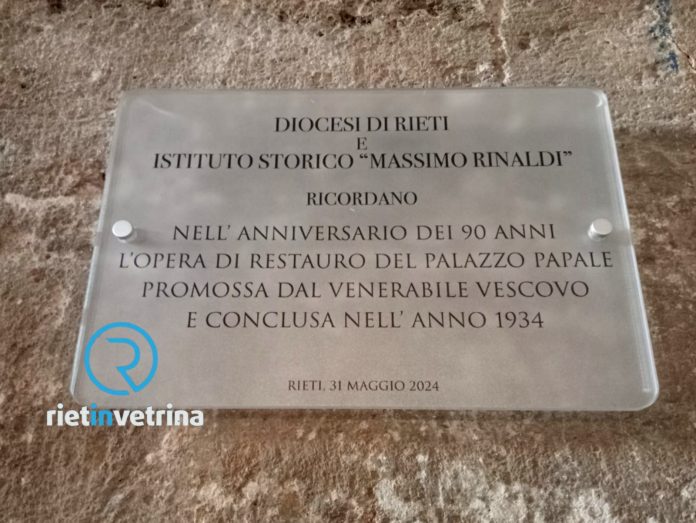 DIOCESI DI RIETI
E
ISTITUTO STORICO “MASSIMO RINALDI”
RICORDANO
NELL’ ANNIVERSARIO DEI 90 ANNI
L’OPERA DI RESTAURO DEL PALAZZO PAPALE
PROMOSSA DAL VENERABILE VESCOVO
E CONCLUSA NELL’ ANNO 1934
RIETI, 31 MAGGIO 2024
R
rietinvetrina